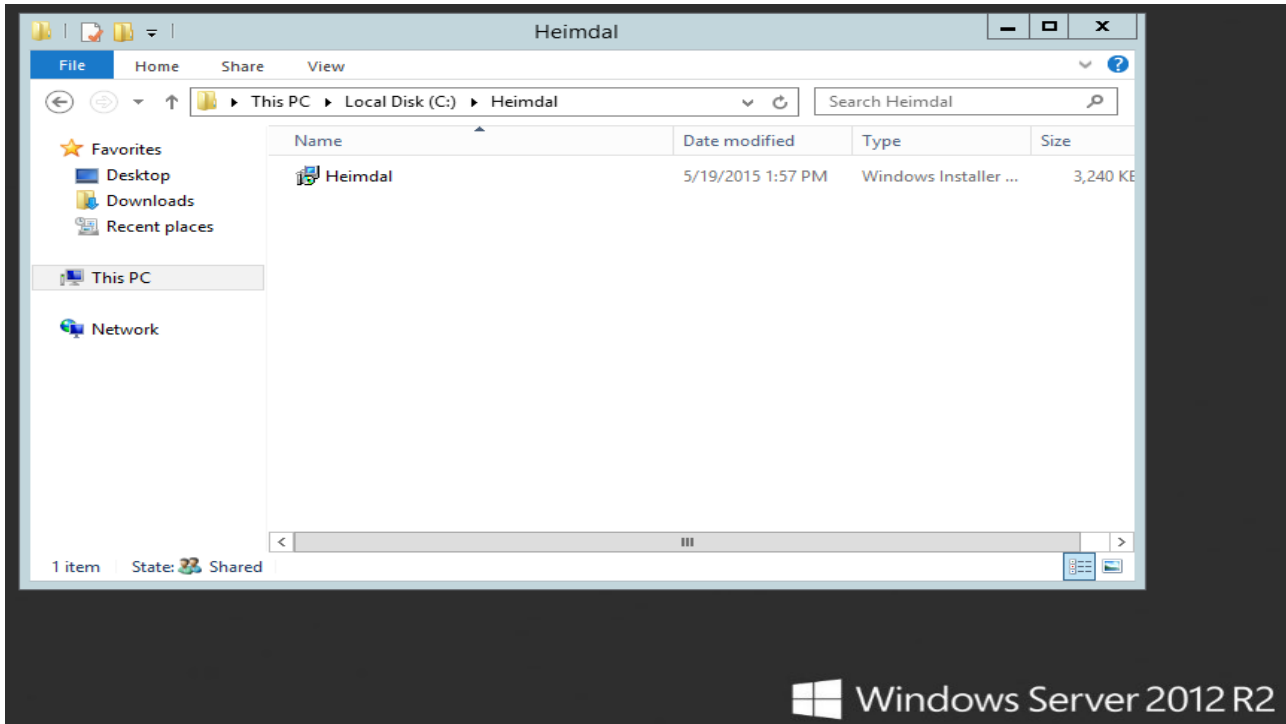 Heimdal
File Home Share View
This PC Local Disk (C:) Heimdal Search Heimdal
Name Date modified Type Size
Favorites
Desktop
Downloads
Recent places
This PC
Network
Heimdal 5/19/2015 1:57 PM Windows Installer ... 3,240 KB
1 item State: Shared
Windows Server 2012 R2